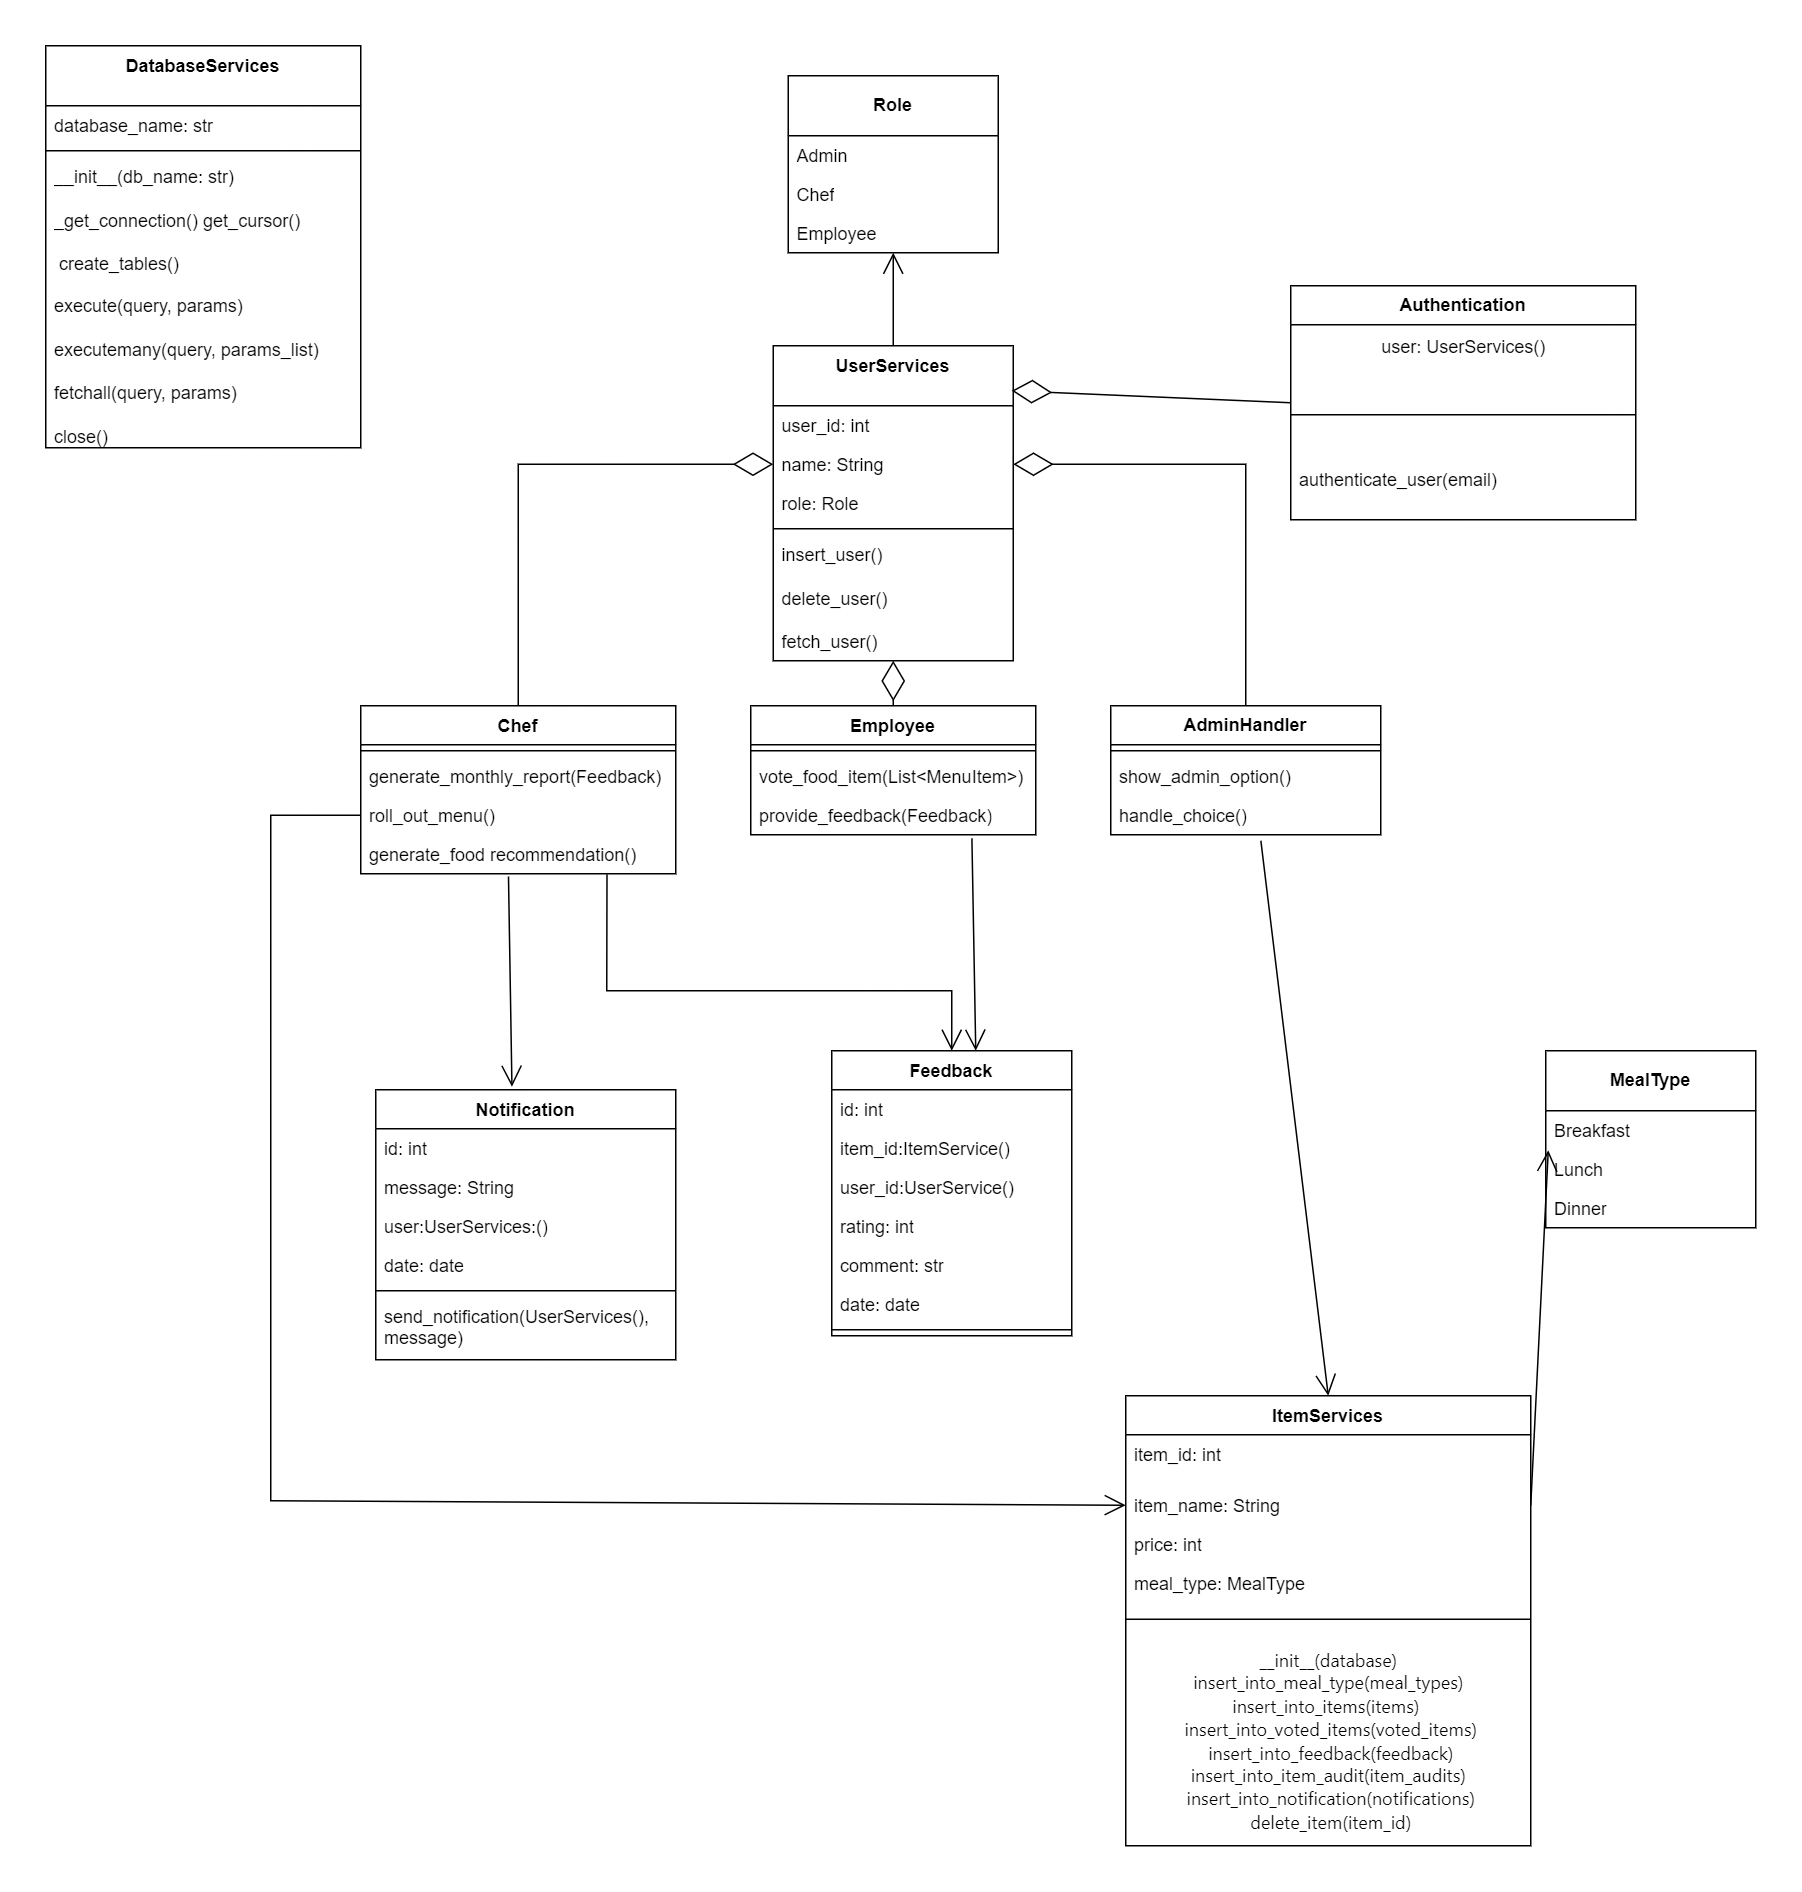 DatabaseServices
database_name: str
__init__(db_name: str)
_get_connection() get_cursor()
create_tables()
execute(query, params)
executemany(query, params_list)
fetchall(query, params)
close()
Role
Admin
Chef
Employee
Authentication
user: UserServices()
authenticate_user(email)
UserServices
user_id: int
name: String
role: Role
insert_user()
delete_user()
fetch_user()
Chef
generate_monthly_report(Feedback)
roll_out_menu()
generate_food recommendation()
Employee
vote_food_item(List<MenuItem>)
provide_feedback(Feedback)
AdminHandler
show_admin_option()
handle_choice()
Notification
id: int
message: String
user:UserServices:()
date: date
send_notification(UserServices(),
message)
Feedback
id: int
item_id:ItemService()
user_id:UserService()
rating: int
comment: str
date: date
MealType
Breakfast
Lunch
Dinner
ItemServices
item_id: int
item_name: String
price: int
meal_type: MealType
__init__(database)
insert_into_meal_type(meal_types)
insert_into_items(items)
insert_into_voted_items(voted_items)
insert_into_feedback(feedback)
insert_into_item_audit(item_audits)
insert_into_notification(notifications)
delete_item(item_id)